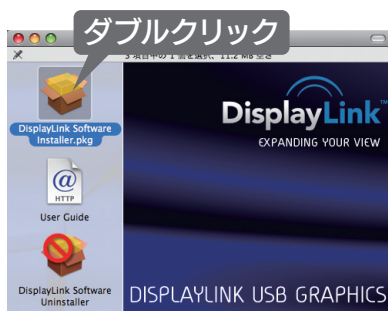 ダブルクリック
3 項目中の 1 個を選択、11.2 MB 空き
DisplayLink Software
Installer.pkg
@
HTTP
User Guide
DisplayLink Software
Uninstaller
DisplayLink™
EXPANDING YOUR VIEW
DISPLAYLINK USB GRAPHICS